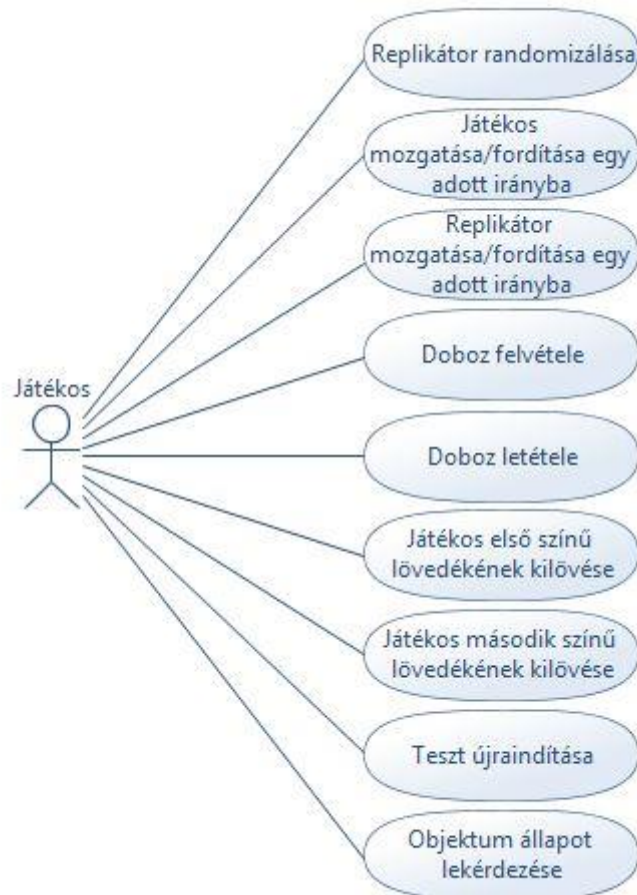 Replikátor randomizálása
Játékos
mozgatása/fordítása egy
adott irányba
Replikátor
mozgatása/fordítása egy
adott irányba
Doboz felvétele
Játékos
Doboz letétele
Játékos első színű
lövedékének kilövése
Játékos második színű
lövedékének kilövése
Teszt újraindítása
Objektum állapot
lekérdezése